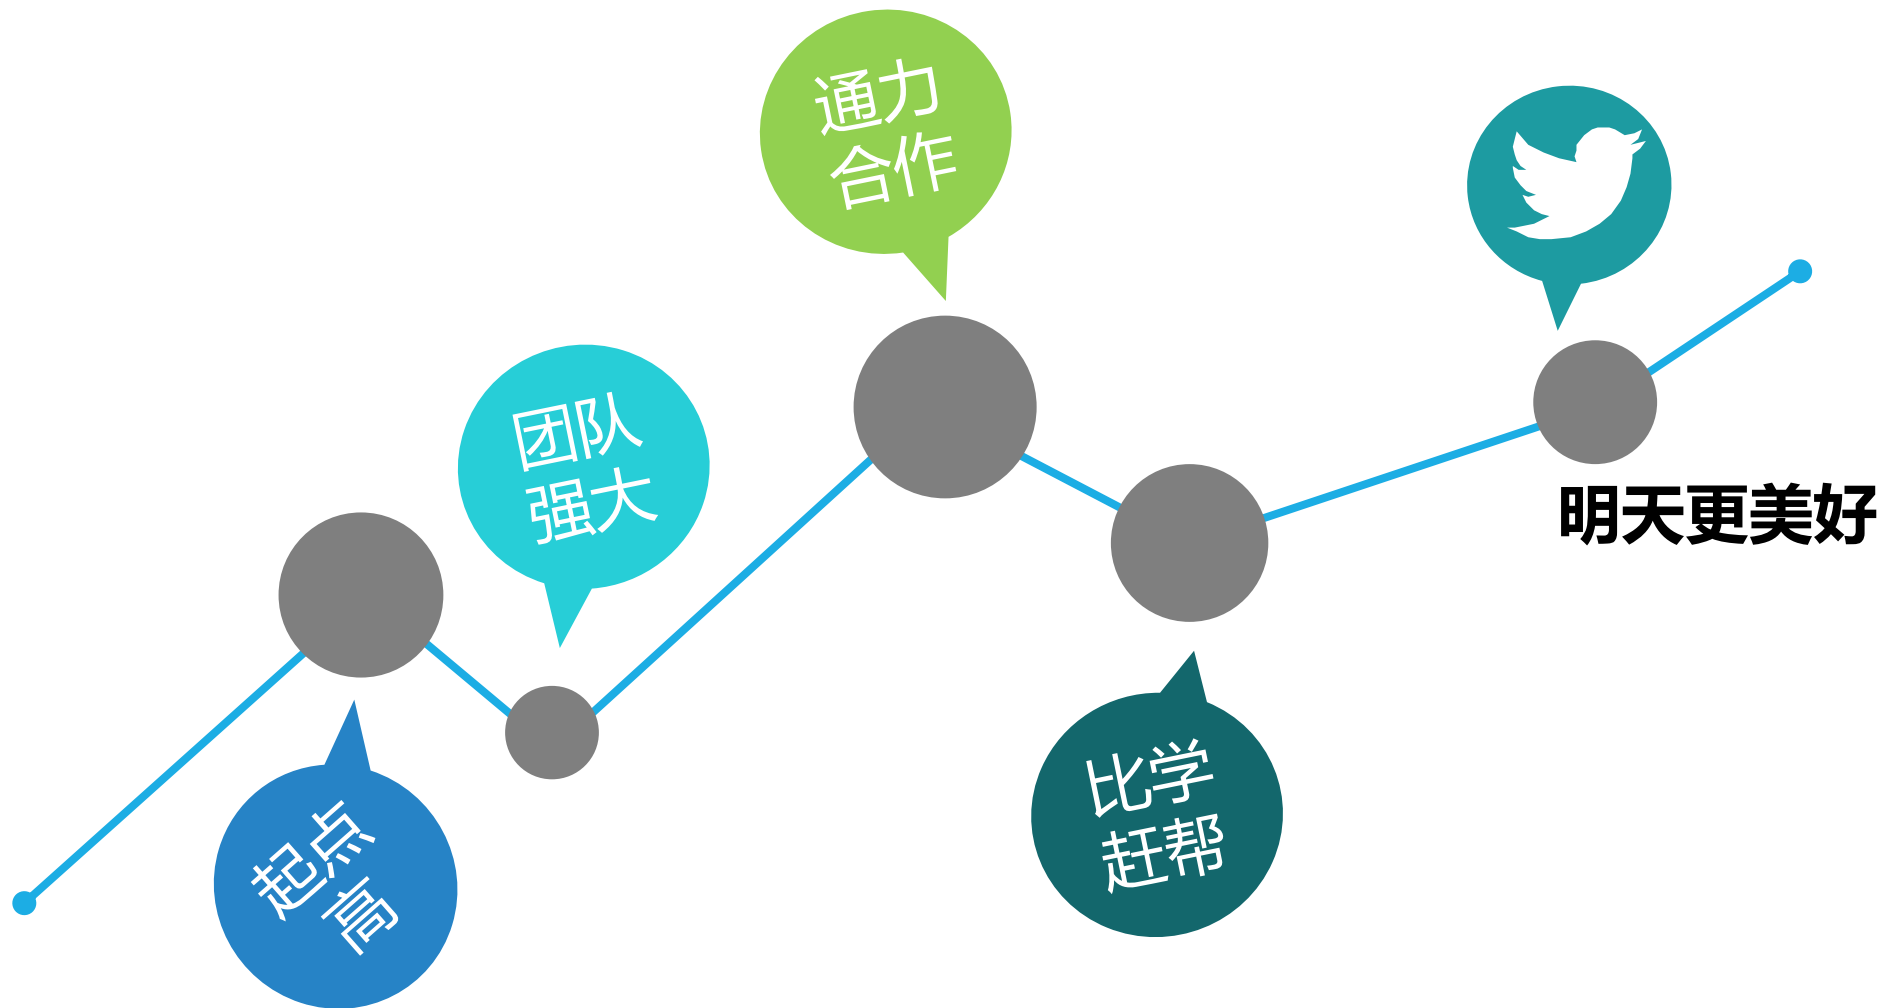 起点
高
团队
强大
通力
合作
比学
赶帮
明天更美好